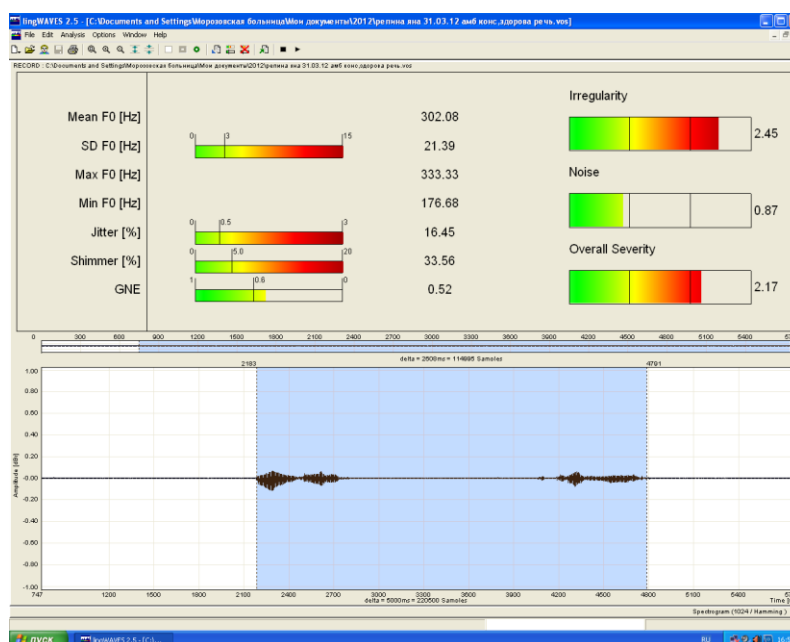 lingWAVES 2.5 - [C:\Documents and Settings\Морозовская больница\Мои документы\2012\репина яна 31.03.12 амб конс,здорова речь.vos]
File Edit Analysis Options Window Help
RECORD : C:\Documents and Settings\Морозовская больница\Мои документы\2012\репина яна 31.03.12 амб конс,здорова речь.vos
Mean F0 [Hz] 302.08
SD F0 [Hz] 0 3 15 21.39
Max F0 [Hz] 333.33
Min F0 [Hz] 176.68
Jitter [%] 0 0.5 3 16.45
Shimmer [%] 0 5.0 20 33.56
GNE 1 0.6 0 0.52
Irregularity
2.45
Noise
0.87
Overall Severity
2.17
0 300 600 900 1200 1500 1800 2100 2400 2700 3000 3300 3600 3900 4200 4500 4800 5100 5400
2183 delta = 2608ms = 114995 Samples 4791
1.00
0.80
0.60
0.40
0.20
-0.00
-0.20
-0.40
-0.60
-0.80
-1.00
Amplitude [dBt]
747 1200 1500 1800 2100 2400 2700 3000 3300 3600 3900 4200 4500 4800 5100 5400 Time
delta = 5000ms = 220500 Samples
Spectrogram (1024 / Hamming )
пуск lingWAVES 2.5 - [C:\... RU